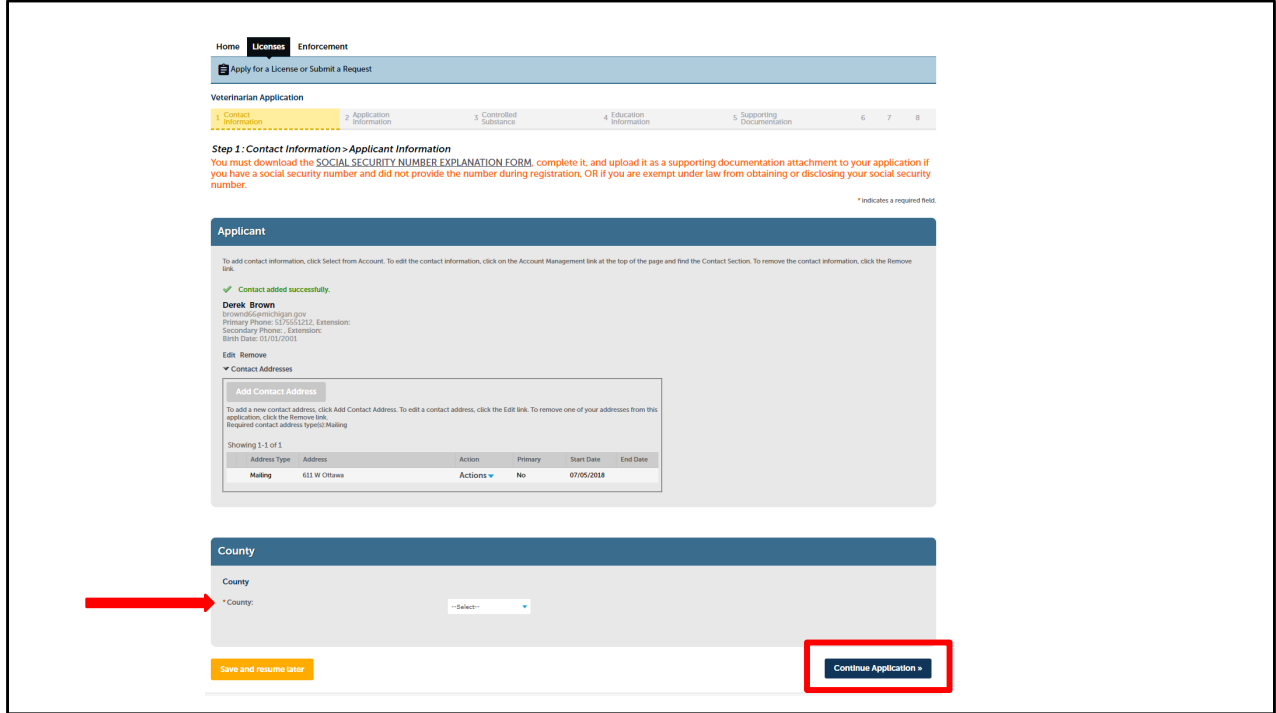 Home Licenses Enforcement
Apply for a License or Submit a Request
Veterinarian Application
1 Contact Information 2 Application Information 3 Controlled Substance 4 Education Information 5 Supporting Documentation 6 7 8
Step 1: Contact Information > Applicant Information
You must download the SOCIAL SECURITY NUMBER EXPLANATION FORM, complete it, and upload it as a supporting documentation attachment to your application if
you have a social security number and did not provide the number during registration, OR if you are exempt under law from obtaining or disclosing your social security
number.
* indicates a required field.
Applicant
To add contact information, click Select from Account. To edit the contact information, click on the Account Management link at the top of the page and find the Contact Section. To remove the contact information, click the Remove
link.
Contact added successfully.
Derek Brown
brownd66@michigan.gov
Primary Phone: 5175551212, Extension:
Secondary Phone: , Extension:
Birth Date: 01/01/2001
Edit Remove
Contact Addresses
Add Contact Address
To add a new contact address, click Add Contact Address. To edit a contact address, click the Edit link. To remove one of your addresses from this
application, click the Remove link.
Required contact address type(s):Mailing
Showing 1-1 of 1
Address Type Address Action Primary Start Date End Date
Mailing 611 W Ottawa Actions No 07/05/2018
County
County
* County: --Select--
Save and resume later Continue Application »